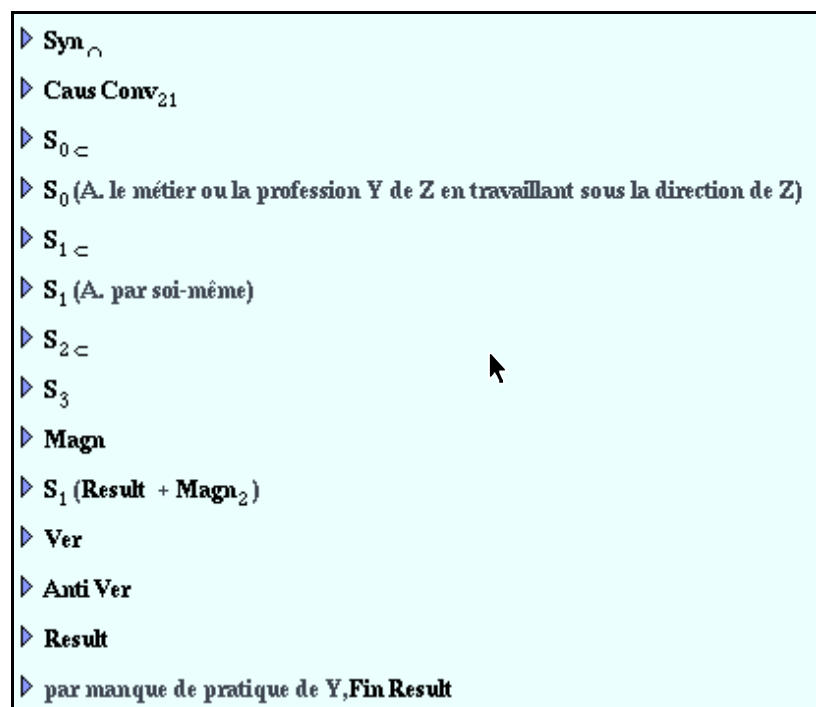 Syn∩
Caus Conv₂₁
S₀⊂
S₀ (A. le métier ou la profession Y de Z en travaillant sous la direction de Z)
S₁⊂
S₁ (A. par soi-même)
S₂⊂
S₃
Magn
S₁ (Result + Magn₂)
Ver
Anti Ver
Result
par manque de pratique de Y,Fin Result